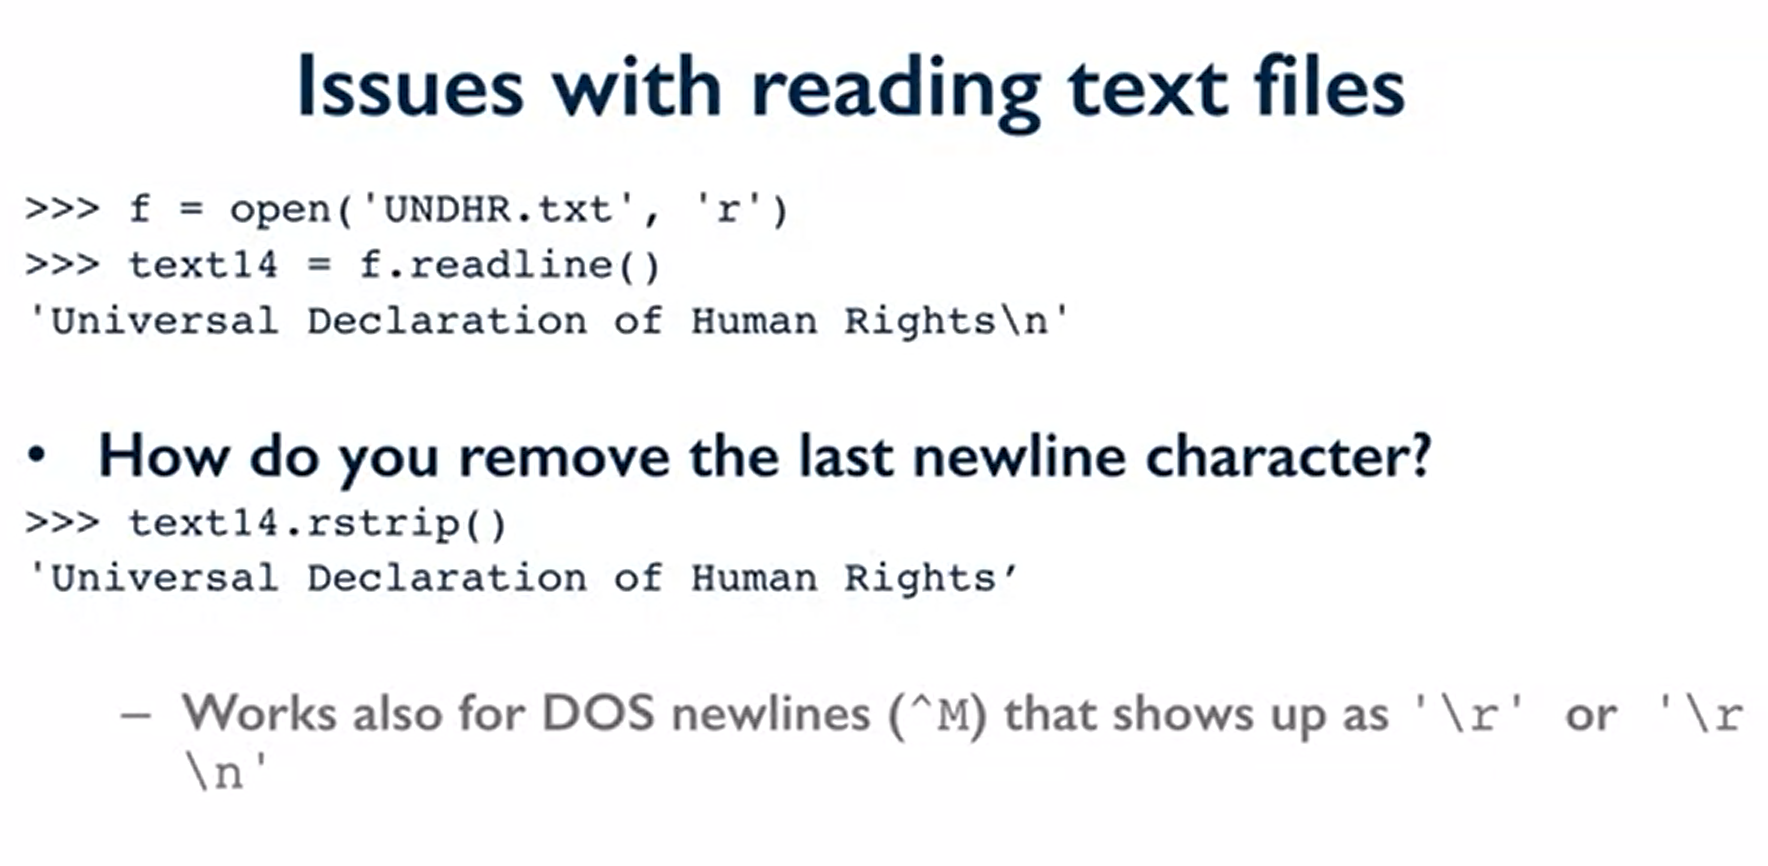 Issues with reading text files
>>> f = open('UNDHR.txt', 'r')
>>> text14 = f.readline()
'Universal Declaration of Human Rights\n'
• How do you remove the last newline character?
>>> text14.rstrip()
'Universal Declaration of Human Rights’
– Works also for DOS newlines (^M) that shows up as '\r' or '\r
\n'